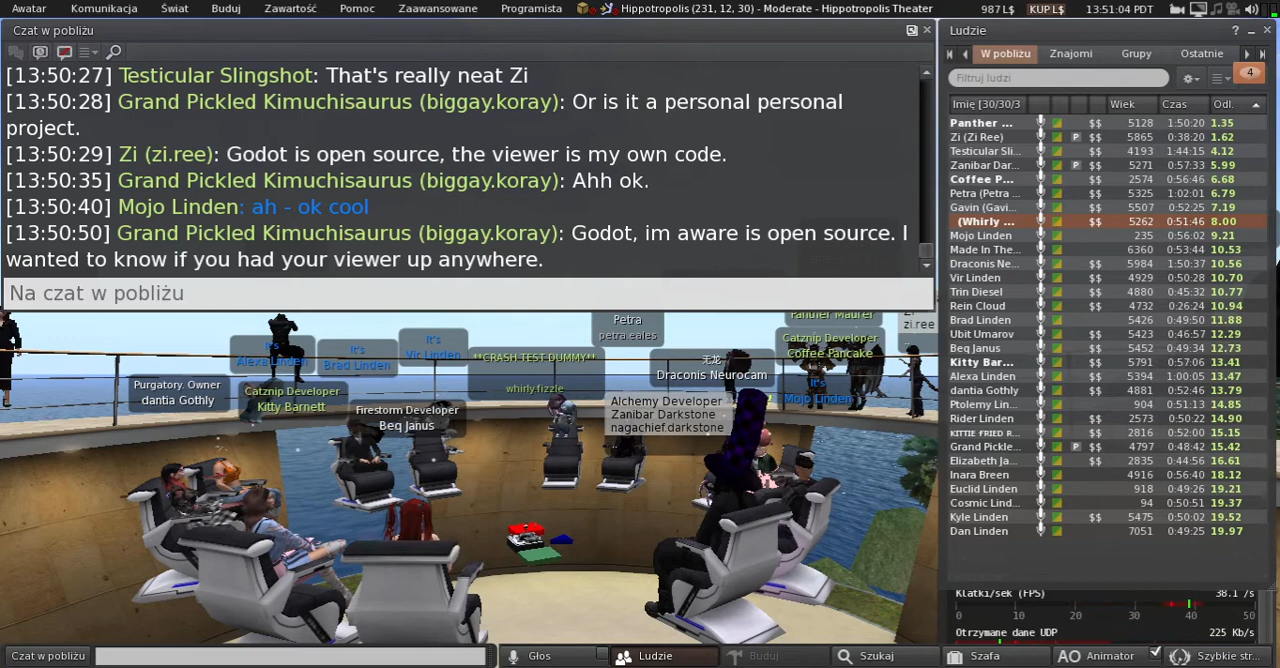 Awatar Komunikacja Świat Buduj Zawartość Pomoc Zaawansowane Programista Hippotropolis (231, 12, 30) - Moderate - Hippotropolis Theater 987 L$ KUP L$ 13:51:04 PDT
Czat w pobliżu
[13:50:27] Testicular Slingshot: That's really neat Zi
[13:50:28] Grand Pickled Kimuchisaurus (biggay.koray): Or is it a personal personal
project.
[13:50:29] Zi (zi.ree): Godot is open source, the viewer is my own code.
[13:50:35] Grand Pickled Kimuchisaurus (biggay.koray): Ahh ok.
[13:50:40] Mojo Linden: ah - ok cool
[13:50:50] Grand Pickled Kimuchisaurus (biggay.koray): Godot, im aware is open source. I
wanted to know if you had your viewer up anywhere.
Na czat w pobliżu
Petra
petra.eales
Panther Maurer
zi.ree
It's
Alexa Linden
It's
Brad Linden
It's
Vir Linden
**CRASH TEST DUMMY**
whirly.fizzle
无龙
Draconis Neurocam
Catznip Developer
Coffee Pancake
It's
Mojo Linden
Purgatory. Owner
dantia Gothly
Catznip Developer
Kitty Barnett
Firestorm Developer
Beq Janus
Alchemy Developer
Zanibar Darkstone
nagachief.darkstone
Ludzie
W pobliżu Znajomi Grupy Ostatnie
Filtruj ludzi
4
Imię [30/30/3 Wiek Czas Odl.
Panther ... $$ 5128 1:50:20 1.35
Zi (Zi Ree) P $$ 5865 0:38:20 1.62
Testicular Sli... $$ 4193 1:44:15 4.12
Zanibar Dar... P $$ 5271 0:57:33 5.99
Coffee P... $$ 2574 0:56:46 6.68
Petra (Petra ... $$ 5325 1:02:01 6.79
Gavin (Gavi... $$ 5507 0:52:25 7.19
(Whirly ... $$ 5262 0:51:46 8.00
Mojo Linden 235 0:56:02 9.21
Made In The... 6360 0:53:44 10.53
Draconis Ne... $$ 5984 1:50:37 10.56
Vir Linden $$ 4929 0:50:28 10.70
Trin Diesel $$ 4880 0:45:32 10.77
Rein Cloud $$ 4732 0:26:24 10.94
Brad Linden 5426 0:49:50 11.88
Ubit Umarov $$ 5423 0:46:57 12.29
Beq Janus $$ 5452 0:49:34 12.73
Kitty Bar... $$ 5791 0:57:06 13.41
Alexa Linden $$ 5394 1:00:05 13.47
dantia Gothly $$ 4881 0:52:46 13.79
Ptolemy Lin... 904 0:51:13 14.85
Rider Linden $$ 2573 0:50:22 14.90
KITTIE FRIED R... $$ 2816 0:52:00 15.15
Grand Pickle... P $$ 4797 0:48:42 15.42
Elizabeth Ja... $$ 2835 0:44:56 16.61
Inara Breen 4916 0:56:40 18.12
Euclid Linden 918 0:49:26 19.21
Cosmic Lind... 94 0:50:51 19.37
Kyle Linden $$ 5475 0:50:02 19.52
Dan Linden 7051 0:49:25 19.97
Klatki/sek (FPS) 38.1 /s
0 10 20 30 40 50
Otrzymane dane UDP 225 Kb/s
Czat w pobliżu Głos Ludzie Buduj Szukaj Szafa AO Animator Szybkie str...